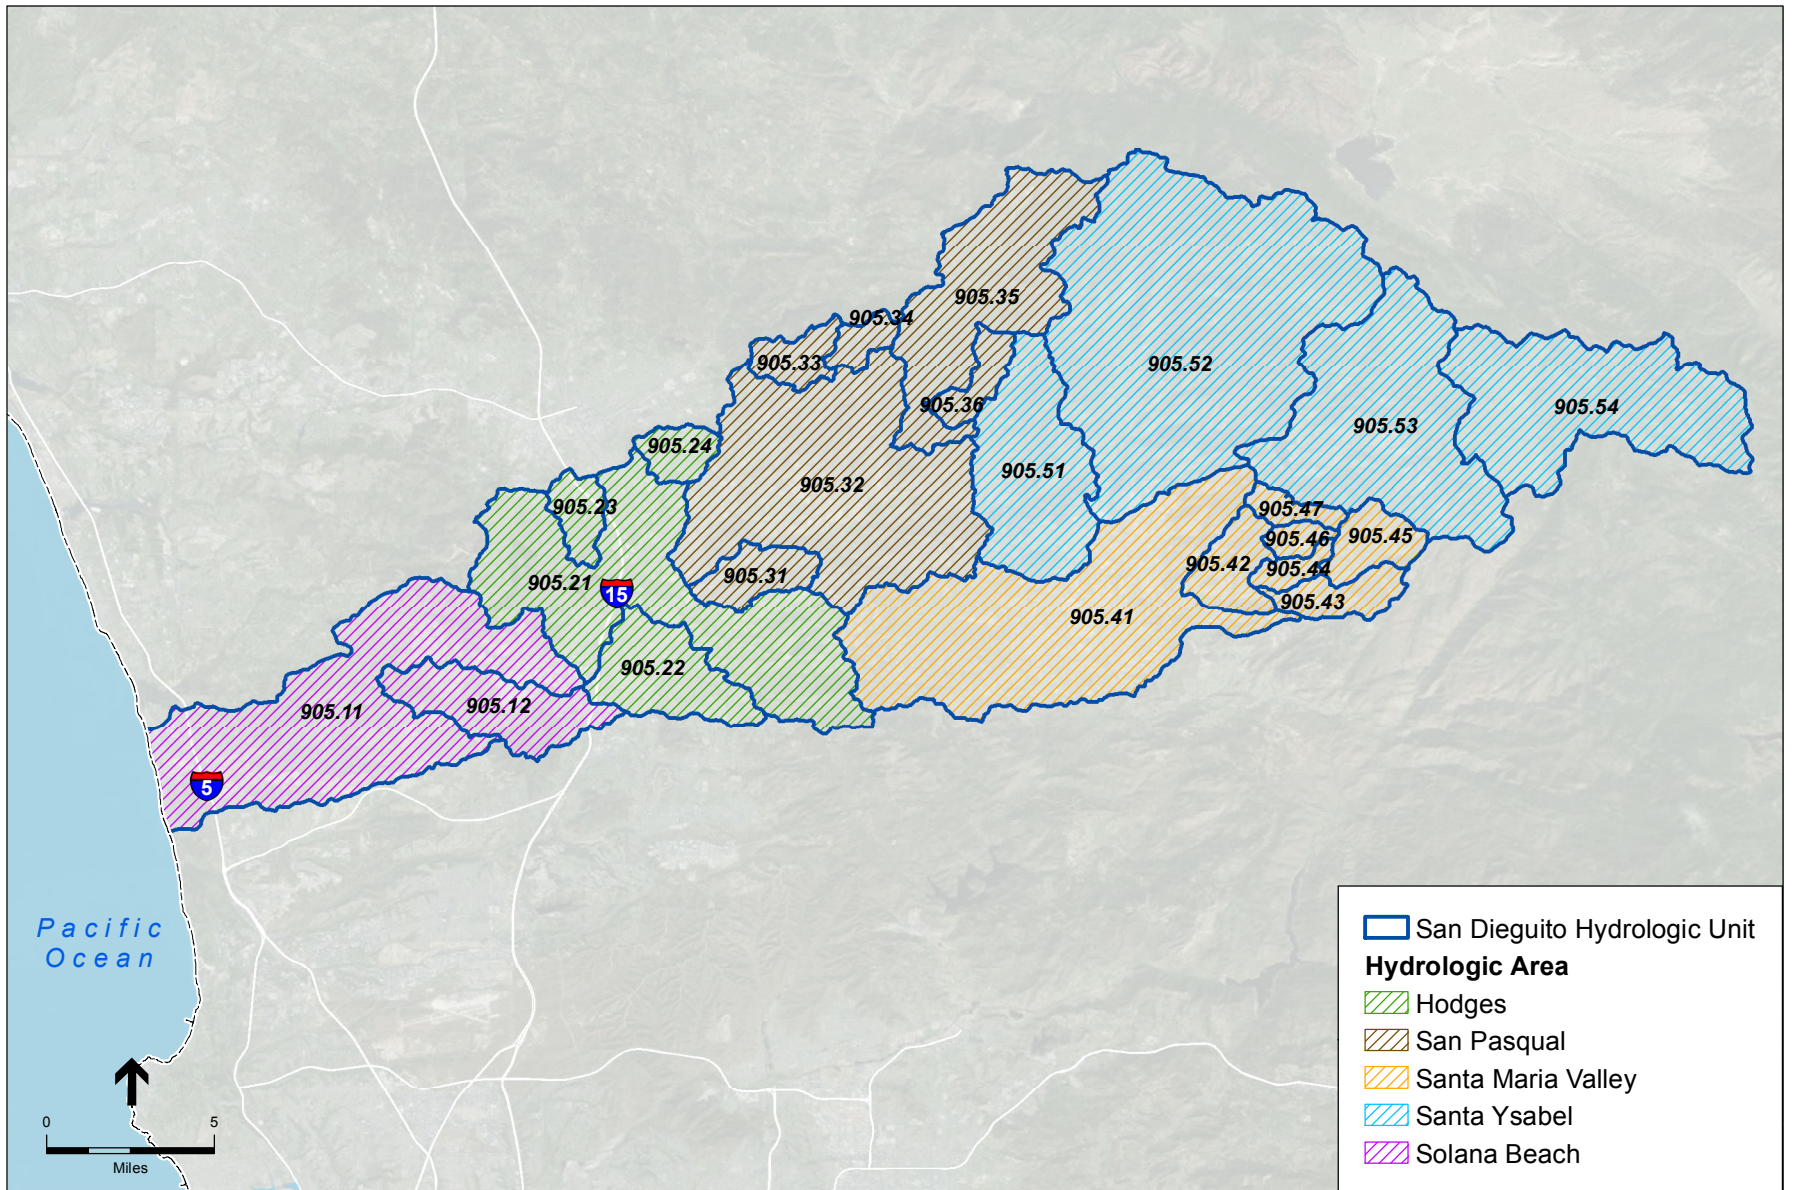 905.35
905.34
905.33
905.52
905.36
905.54
905.53
905.24
905.51
905.32
905.23
905.47
905.46
905.45
905.42
905.44
905.31
905.21
15
905.43
905.41
905.22
905.12
905.11
5
Pacific
Ocean
0 5
Miles
San Dieguito Hydrologic Unit
Hydrologic Area
Hodges
San Pasqual
Santa Maria Valley
Santa Ysabel
Solana Beach